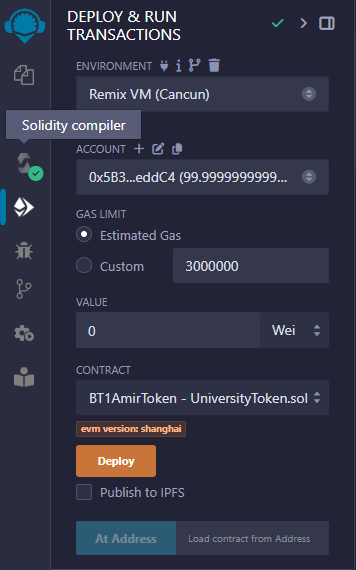 DEPLOY & RUN
TRANSACTIONS
ENVIRONMENT
Remix VM (Cancun)
Solidity compiler
ACCOUNT
0x5B3...eddC4 (99.9999999999...
GAS LIMIT
Estimated Gas
Custom 3000000
VALUE
0 Wei
CONTRACT
BT1AmirToken - UniversityToken.sol
evm version: shanghai
Deploy
Publish to IPFS
At Address Load contract from Address